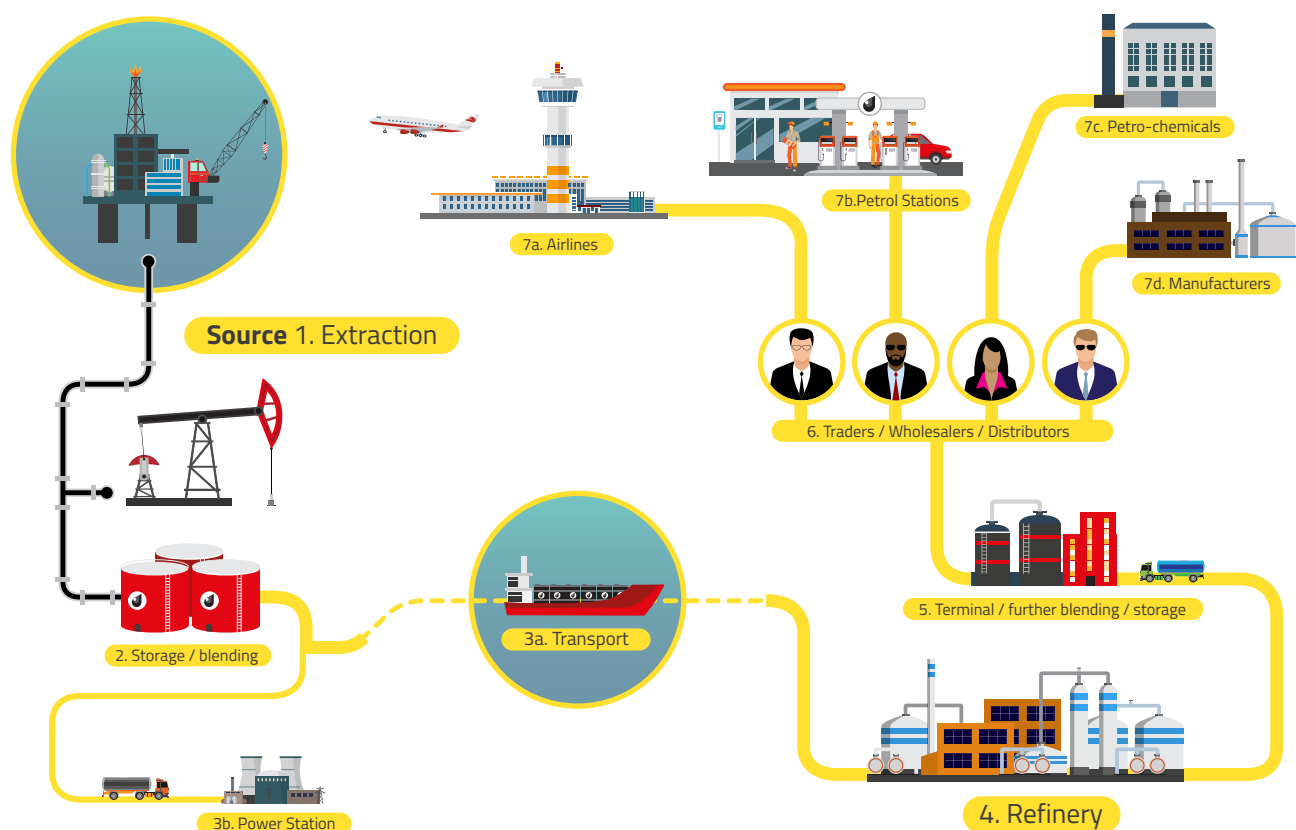 Source 1. Extraction
2. Storage / blending
3a. Transport
3b. Power Station
4. Refinery
5. Terminal / further blending / storage
6. Traders / Wholesalers / Distributors
7a. Airlines
7b.Petrol Stations
7c. Petro-chemicals
7d. Manufacturers